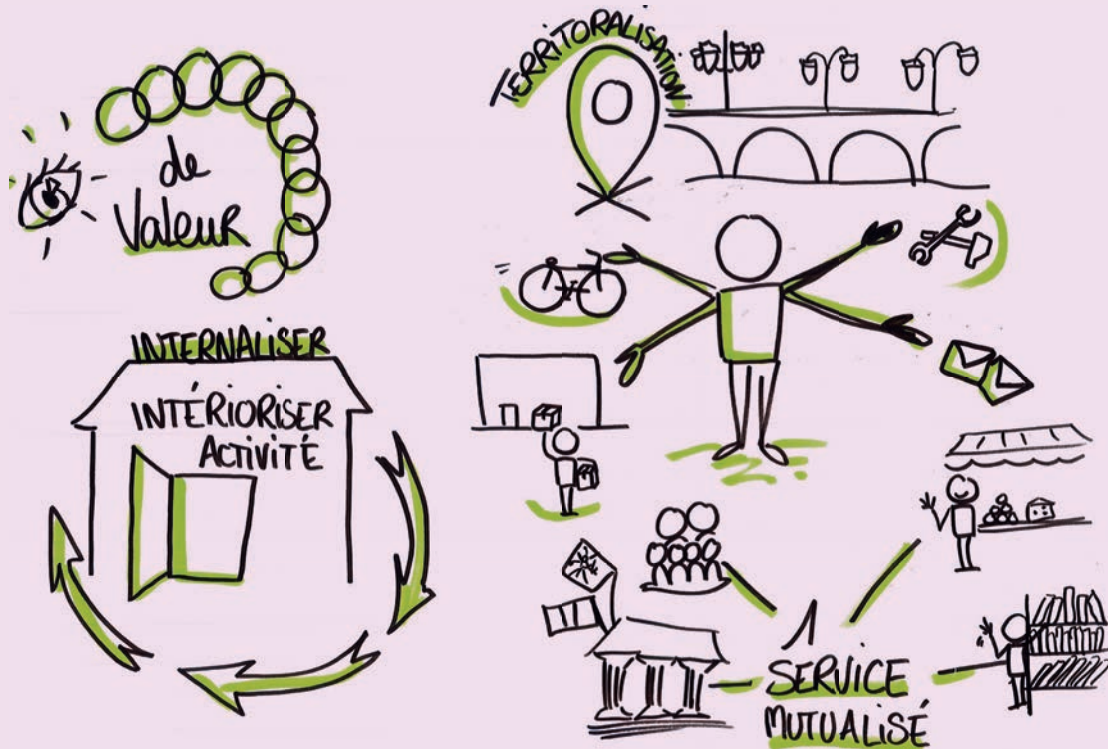 de
Valeur
INTERNALISER
INTÉRIORISER
ACTIVITÉ
TERRITORALISATION
1
SERVICE
MUTUALISÉ